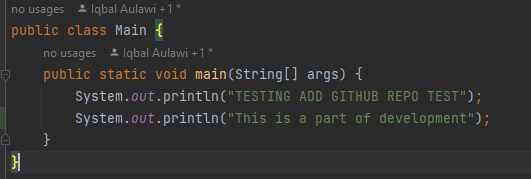 no usages Iqbal Aulawi +1 *
public class Main {
no usages Iqbal Aulawi +1 *
public static void main(String[] args) {
System.out.println("TESTING ADD GITHUB REPO TEST");
System.out.println("This is a part of development");
}
}